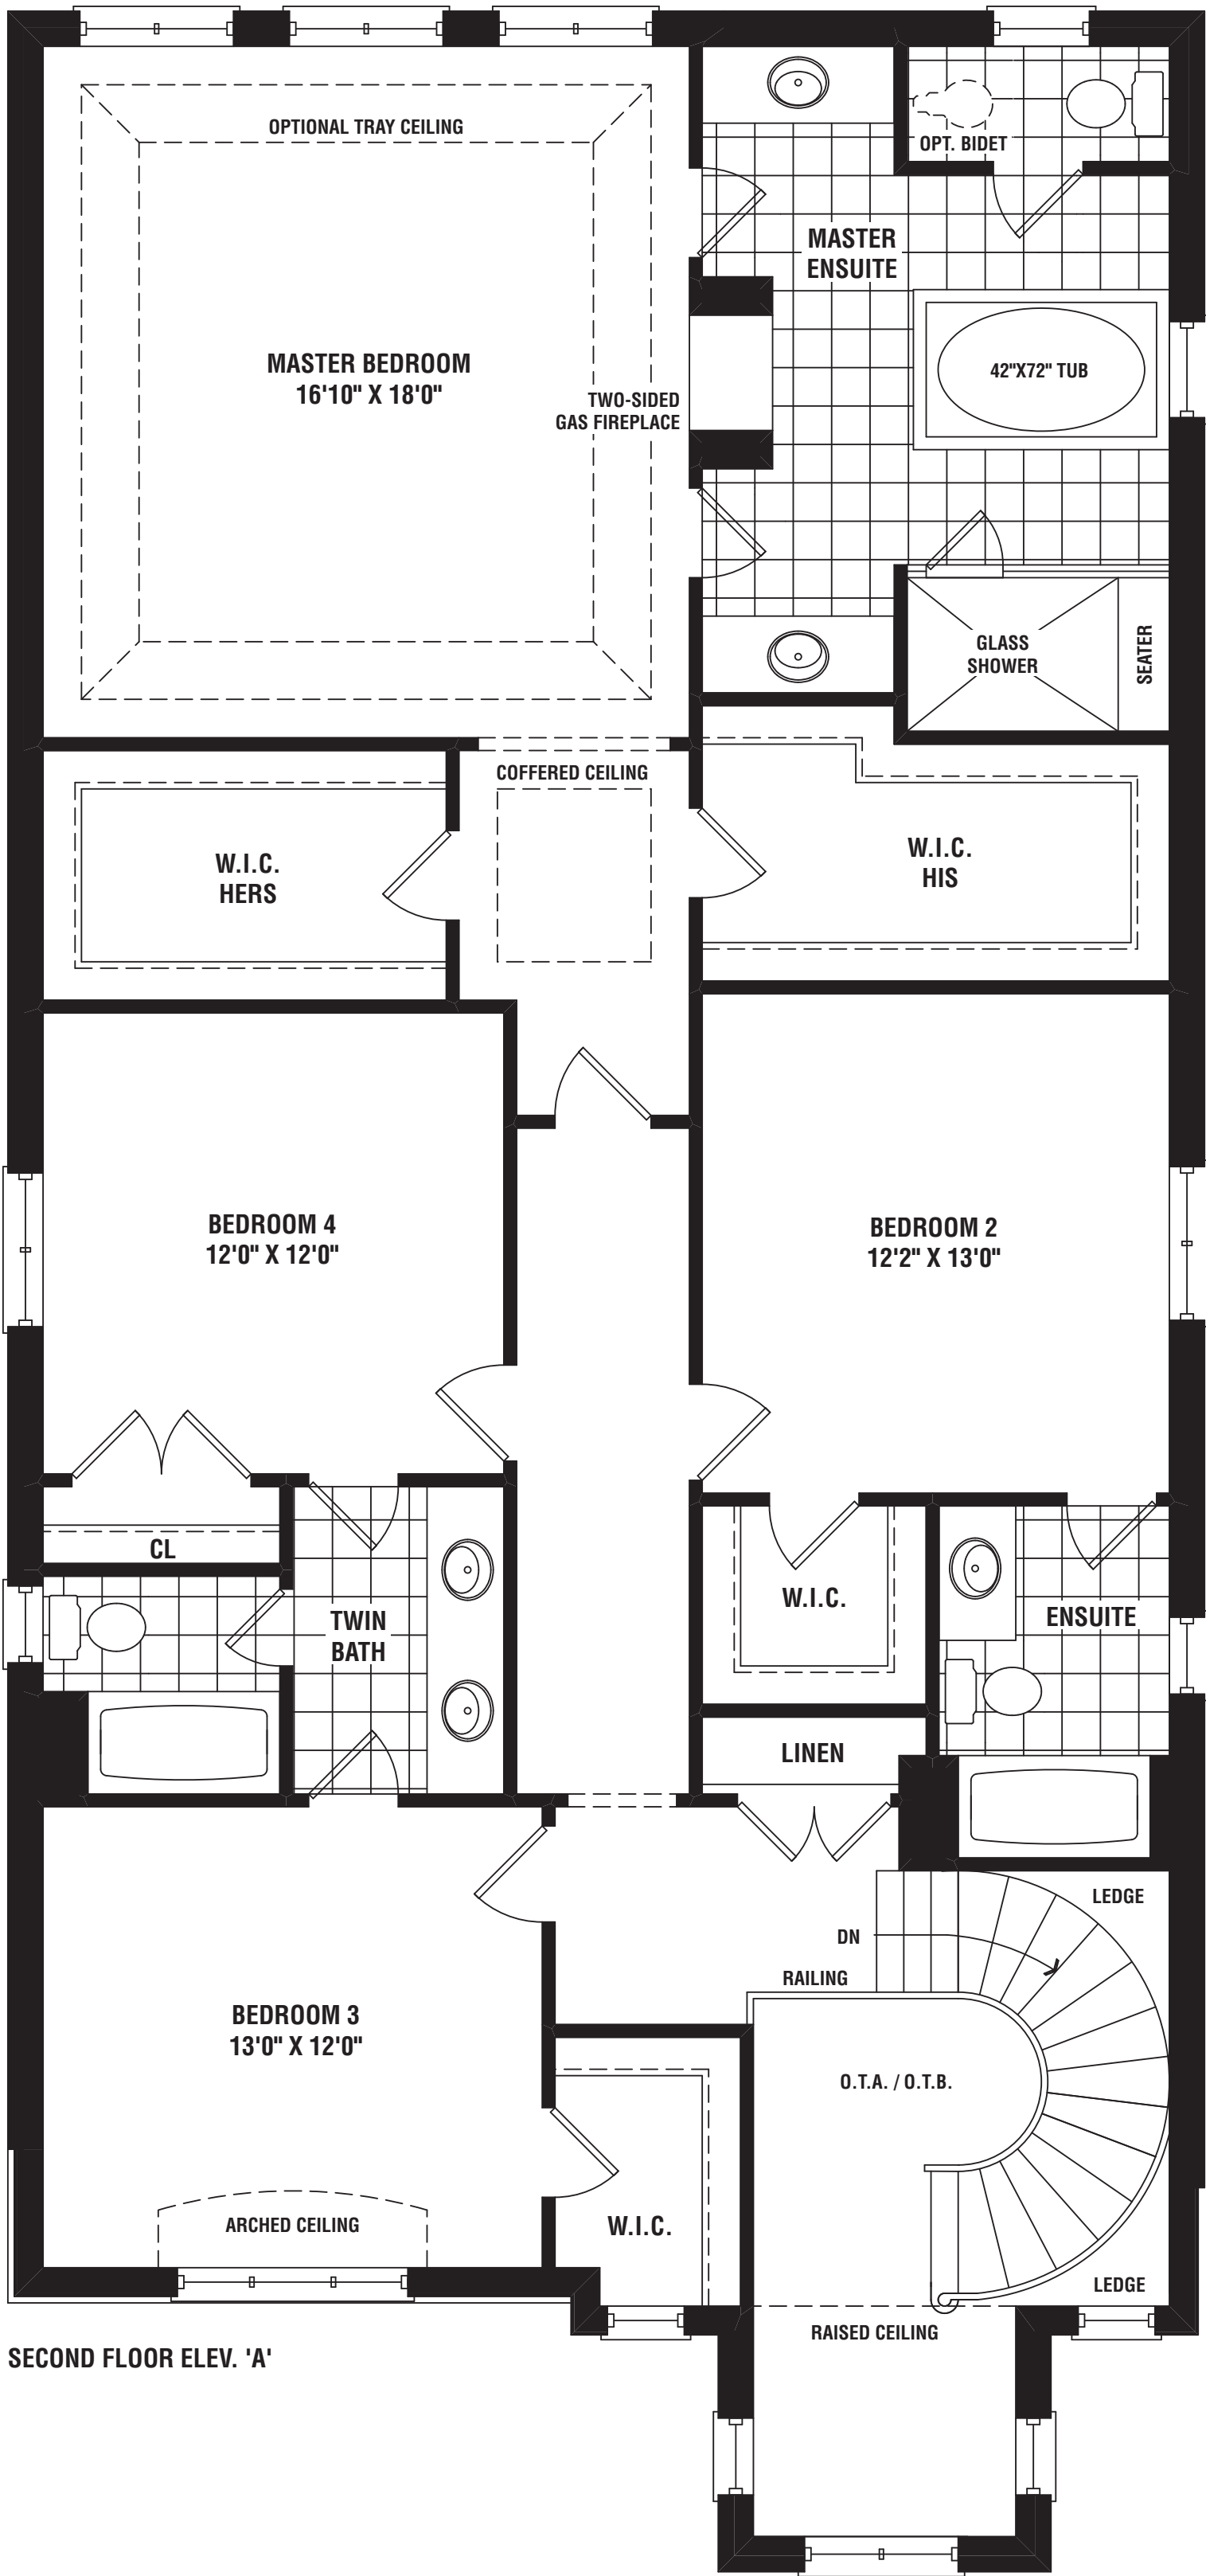 OPTIONAL TRAY CEILING
OPT. BIDET
MASTER
ENSUITE
MASTER BEDROOM
16'10" X 18'0"
TWO-SIDED
GAS FIREPLACE
42"X72" TUB
GLASS
SHOWER
SEATER
COFFERED CEILING
W.I.C.
HERS
W.I.C.
HIS
BEDROOM 4
12'0" X 12'0"
BEDROOM 2
12'2" X 13'0"
CL
TWIN
BATH
W.I.C.
ENSUITE
LINEN
LEDGE
DN
RAILING
BEDROOM 3
13'0" X 12'0"
O.T.A. / O.T.B.
ARCHED CEILING
W.I.C.
LEDGE
RAISED CEILING
SECOND FLOOR ELEV. 'A'